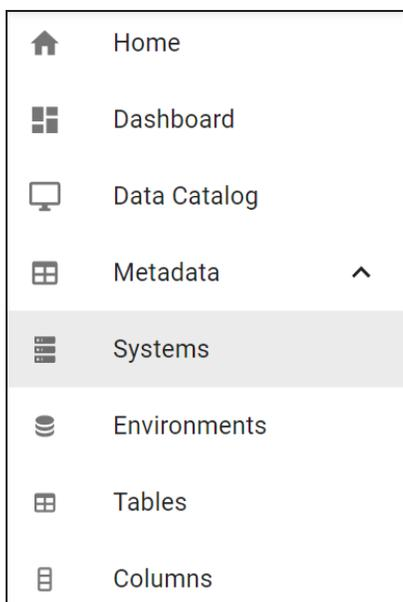 Home
Dashboard
Data Catalog
Metadata
Systems
Environments
Tables
Columns